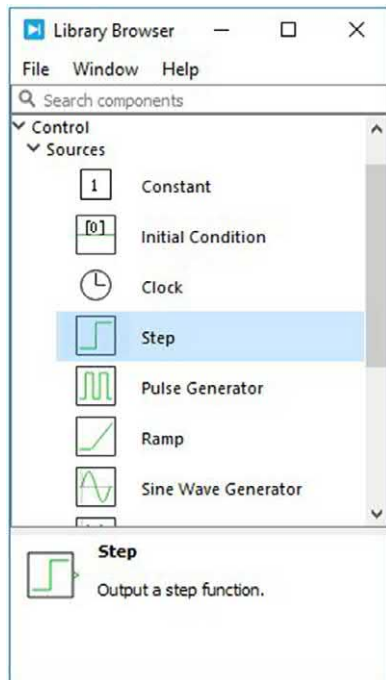 Library Browser
File Window Help
Search components
Control
Sources
1 Constant
[0] Initial Condition
Clock
Step
Pulse Generator
Ramp
Sine Wave Generator
Step
Output a step function.